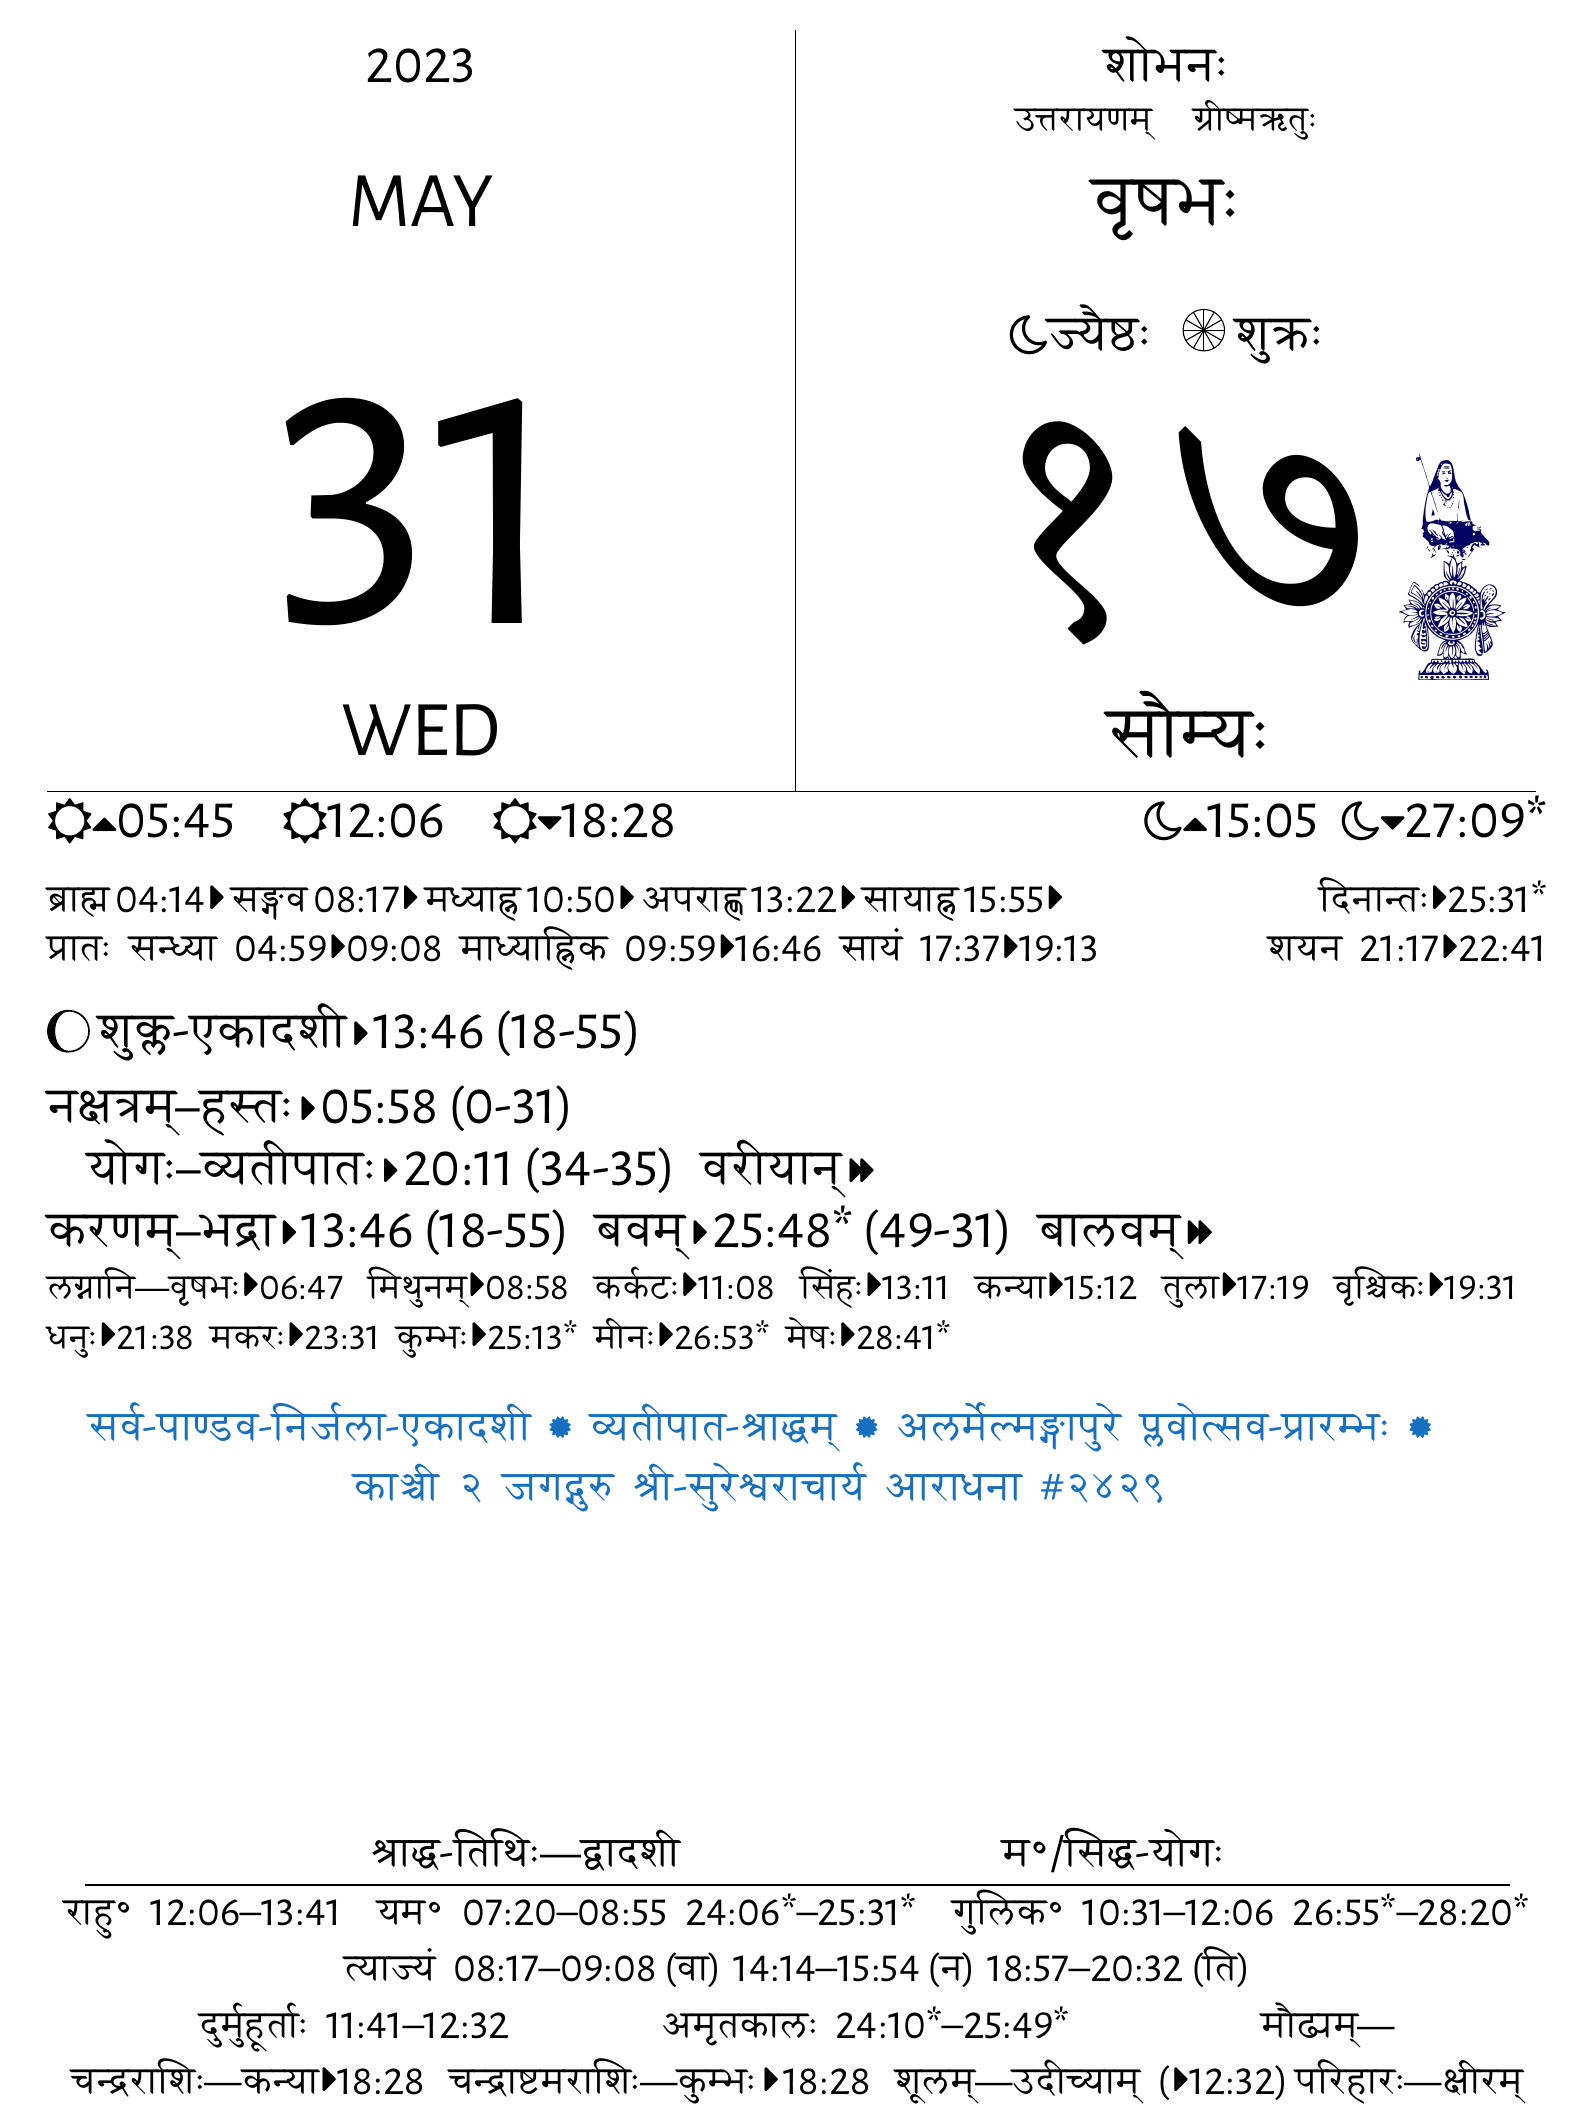 2023
MAY
31
WED
शोभनः
उत्तरायणम् ग्रीष्मऋतुः
वृषभः
ज्यैष्ठः शुक्रः
१७
सौम्यः
05:45 12:06 18:28 15:05 27:09*
ब्राह्म 04:14 सङ्गव 08:17 मध्याह्न 10:50 अपराह्ण 13:22 सायाह्न 15:55 दिनान्तः 25:31*
प्रातः सन्ध्या 04:59 09:08 माध्याह्निक 09:59 16:46 सायं 17:37 19:13 शयन 21:17 22:41
शुक्ल-एकादशी 13:46 (18-55)
नक्षत्रम्–हस्तः 05:58 (0-31)
योगः–व्यतीपातः 20:11 (34-35) वरीयान्
करणम्–भद्रा 13:46 (18-55) बवम् 25:48* (49-31) बालवम्
लग्नानि—वृषभः 06:47 मिथुनम् 08:58 कर्कटः 11:08 सिंहः 13:11 कन्या 15:12 तुला 17:19 वृश्चिकः 19:31
धनुः 21:38 मकरः 23:31 कुम्भः 25:13* मीनः 26:53* मेषः 28:41*
सर्व-पाण्डव-निर्जला-एकादशी ✹ व्यतीपात-श्राद्धम् ✹ अलर्मेल्मङ्गापुरे प्लवोत्सव-प्रारम्भः ✹
काञ्ची २ जगद्गुरु श्री-सुरेश्वराचार्य आराधना #२४२९
श्राद्ध-तिथिः—द्वादशी म°/सिद्ध-योगः
राहु° 12:06–13:41 यम° 07:20–08:55 24:06*–25:31* गुलिक° 10:31–12:06 26:55*–28:20*
त्याज्यं 08:17–09:08 (वा) 14:14–15:54 (न) 18:57–20:32 (ति)
दुर्मुहूर्ताः 11:41–12:32 अमृतकालः 24:10*–25:49* मौढ्यम्—
चन्द्रराशिः—कन्या 18:28 चन्द्राष्टमराशिः—कुम्भः 18:28 शूलम्—उदीच्याम् (12:32) परिहारः—क्षीरम्